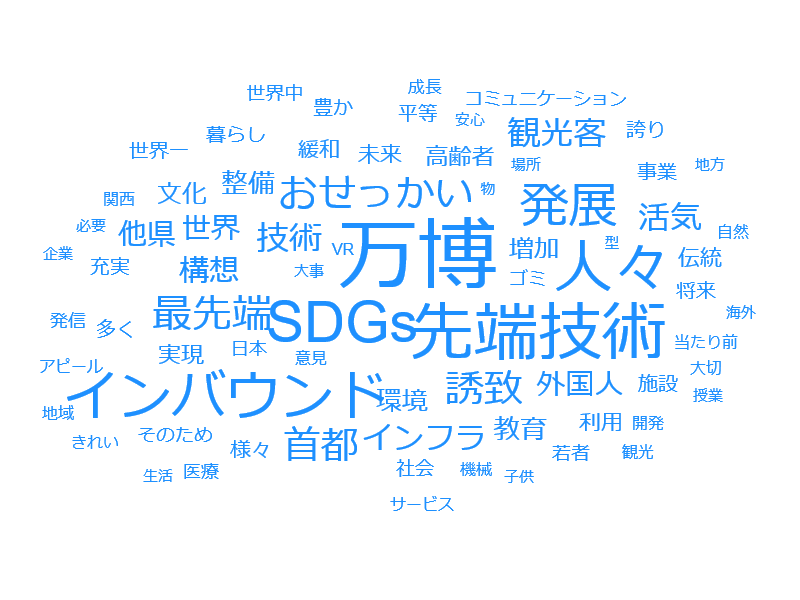 成長
世界中
コミュニケーション
豊か
平等
安心
観光客
誇り
暮らし
世界一
緩和
未来
高齢者
場所
事業
地方
整備
おせっかい
物
発展
文化
関西
活気
必要
他県
世界
技術
VR
万博
増加
型
自然
企業
充実
構想
大事
ゴミ
人々
伝統
将来
最先端
SDGs
先端技術
海外
発信
多く
実現
日本
意見
当たり前
アピール
インバウンド
環境
誘致
外国人
施設
大切
授業
地域
きれい
そのため
様々
首都
インフラ
教育
利用
開発
生活
医療
社会
機械
子供
若者
観光
サービス